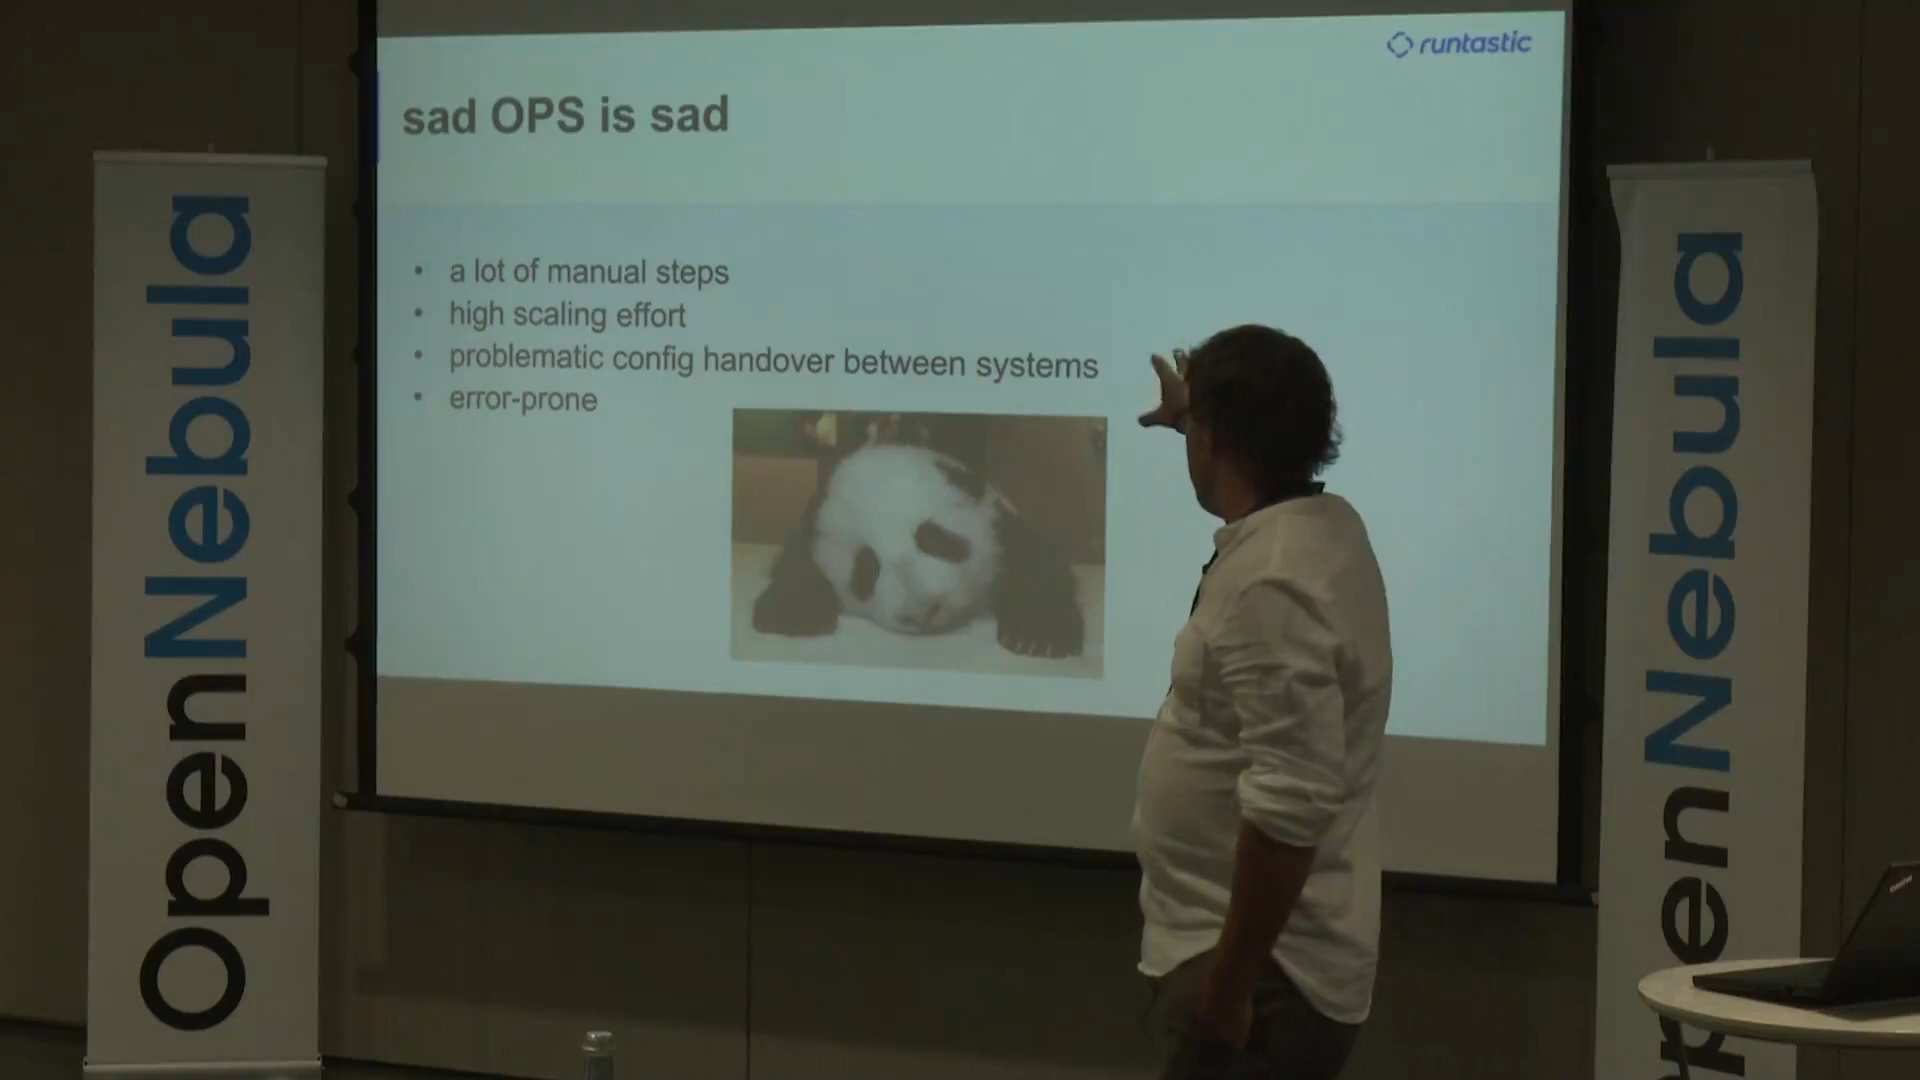 runtastic
sad OPS is sad
• a lot of manual steps
• high scaling effort
• problematic config handover between systems
• error-prone
OpenNebula
penNebula